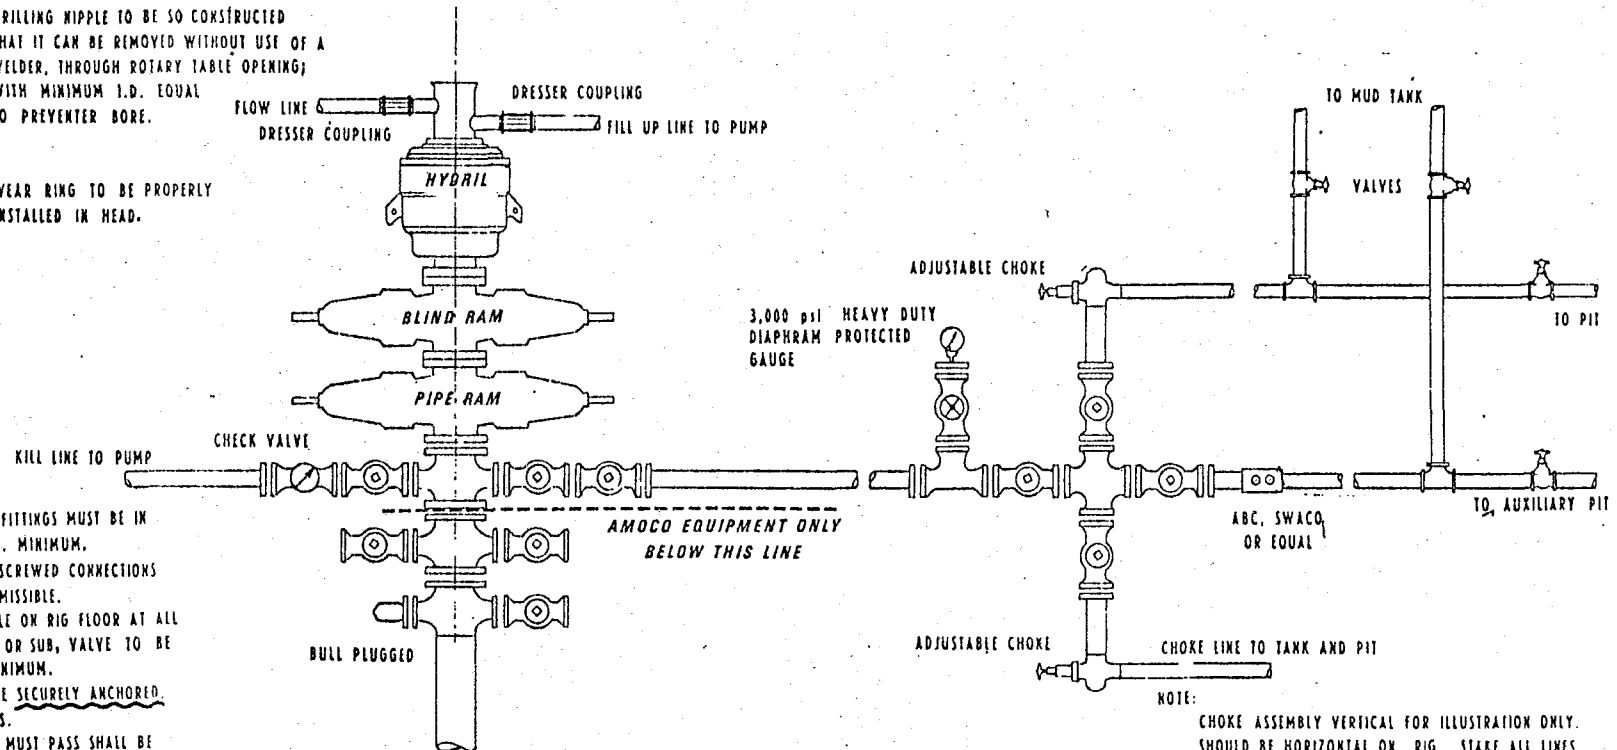 RILLING NIPPLE TO BE SO CONSTRUCTED
HAT IT CAN BE REMOVED WITHOUT USE OF A
ELDER, THROUGH ROTARY TABLE OPENING;
ITH MINIMUM I.D. EQUAL
O PREVENTER BORE.
EAR RING TO BE PROPERLY
NSTALLED IN HEAD.
FLOW LINE
DRESSER COUPLING
DRESSER COUPLING
FILL UP LINE TO PUMP
HYDRIL
BLIND RAM
PIPE RAM
CHECK VALVE
KILL LINE TO PUMP
FITTINGS MUST BE IN
. MINIMUM.
SCREWED CONNECTIONS
MISSIBLE.
LE ON RIG FLOOR AT ALL
OR SUB, VALVE TO BE
NIMUM.
E SECURELY ANCHORED.
S.
MUST PASS SHALL BE
BULL PLUGGED
AMOCO EQUIPMENT ONLY
BELOW THIS LINE
3,000 psi HEAVY DUTY
DIAPHRAM PROTECTED
GAUGE
ADJUSTABLE CHOKE
TO MUD TANK
VALVES
TO PIT
ABC, SWACO
OR EQUAL
TO AUXILIARY PIT
ADJUSTABLE CHOKE
CHOKE LINE TO TANK AND PIT
NOTE:
CHOKE ASSEMBLY VERTICAL FOR ILLUSTRATION ONLY.
SHOULD BE HORIZONTAL ON RIG. STAKE ALL LINES